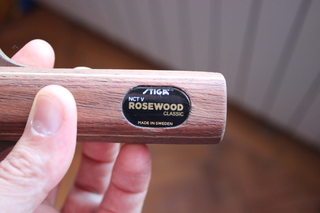 STIGA
NCT V
ROSEWOOD
CLASSIC
MADE IN SWEDEN